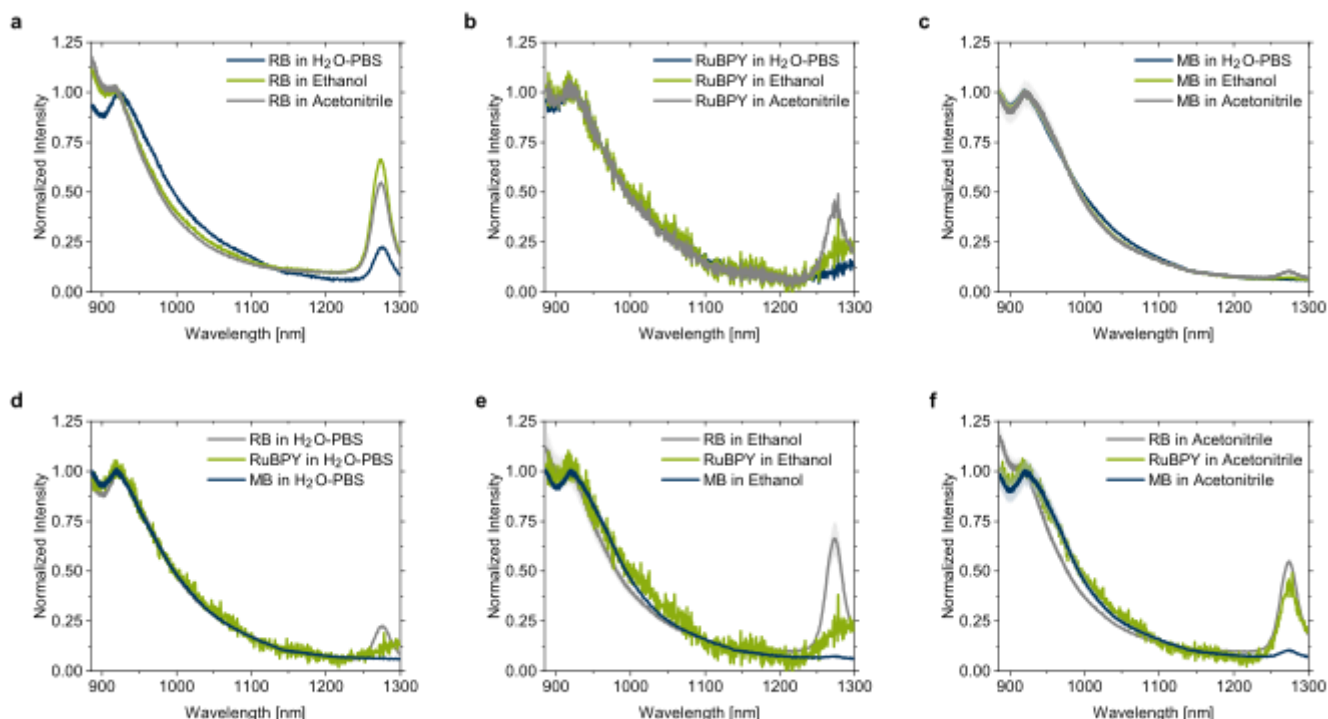 a
1.25
1.00
0.75
0.50
0.25
0.00
Normalized Intensity
RB in H₂O-PBS
RB in Ethanol
RB in Acetonitrile
900 1000 1100 1200 1300
Wavelength [nm]
b
1.25
1.00
0.75
0.50
0.25
0.00
Normalized Intensity
RuBPY in H₂O-PBS
RuBPY in Ethanol
RuBPY in Acetonitrile
900 1000 1100 1200 1300
Wavelength [nm]
c
1.25
1.00
0.75
0.50
0.25
0.00
Normalized Intensity
MB in H₂O-PBS
MB in Ethanol
MB in Acetonitrile
900 1000 1100 1200 1300
Wavelength [nm]
d
1.25
1.00
0.75
0.50
0.25
0.00
Normalized Intensity
RB in H₂O-PBS
RuBPY in H₂O-PBS
MB in H₂O-PBS
900 1000 1100 1200 1300
Wavelength [nm]
e
1.25
1.00
0.75
0.50
0.25
0.00
Normalized Intensity
RB in Ethanol
RuBPY in Ethanol
MB in Ethanol
900 1000 1100 1200 1300
Wavelength [nm]
f
1.25
1.00
0.75
0.50
0.25
0.00
Normalized Intensity
RB in Acetonitrile
RuBPY in Acetonitrile
MB in Acetonitrile
900 1000 1100 1200 1300
Wavelength [nm]